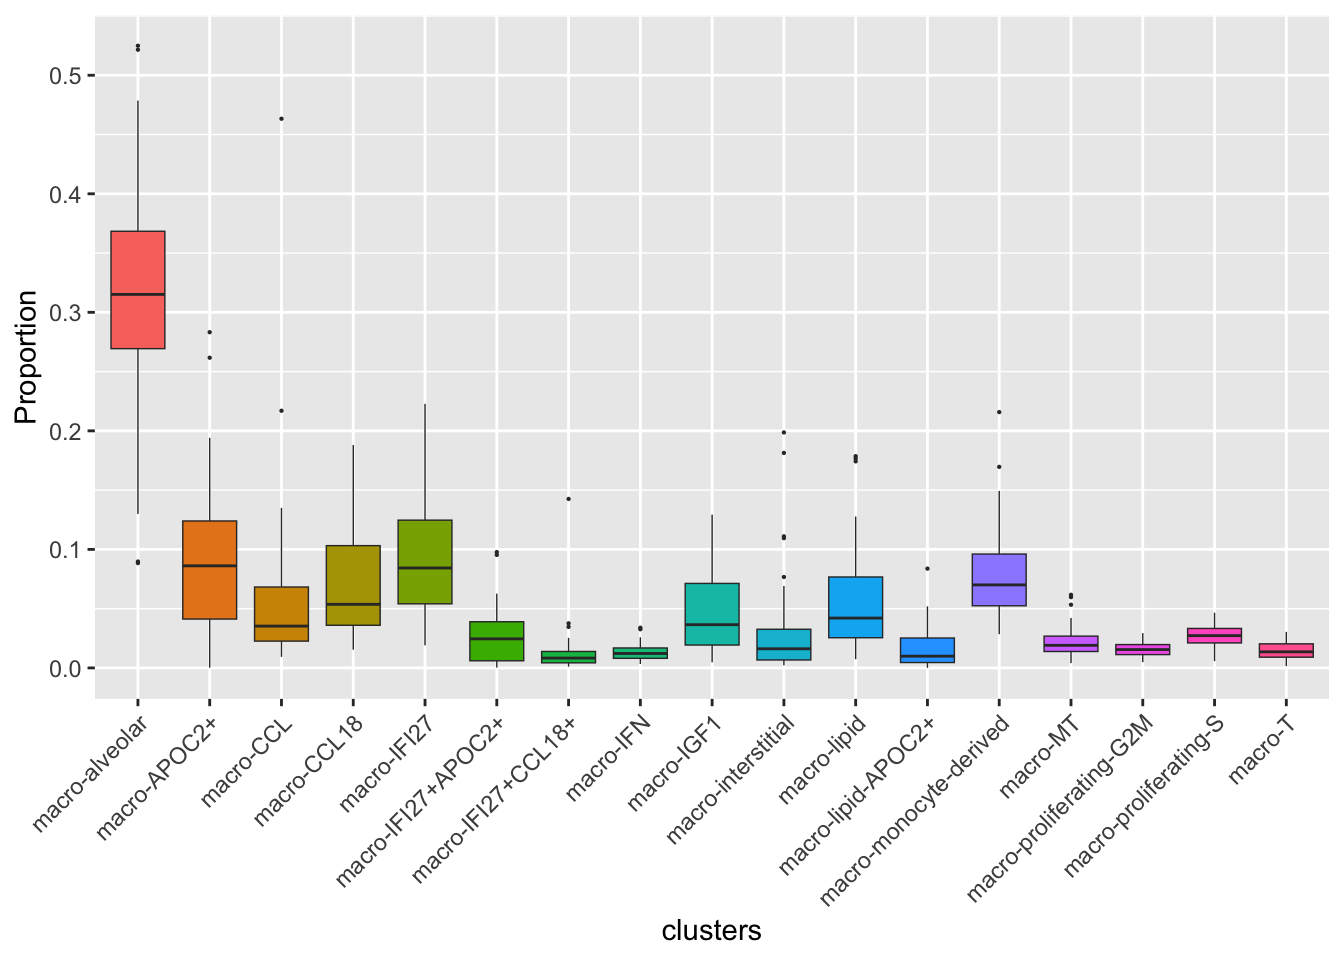 0.5
0.4
0.3
0.2
0.1
0.0
Proportion
macro-alveolar
macro-APOC2+
macro-CCL
macro-CCL18
macro-IFI27
macro-IFI27+APOC2+
macro-IFI27+CCL18+
macro-IFN
macro-IGF1
macro-interstitial
macro-lipid
macro-lipid-APOC2+
macro-monocyte-derived
macro-MT
macro-proliferating-G2M
macro-proliferating-S
macro-T
clusters